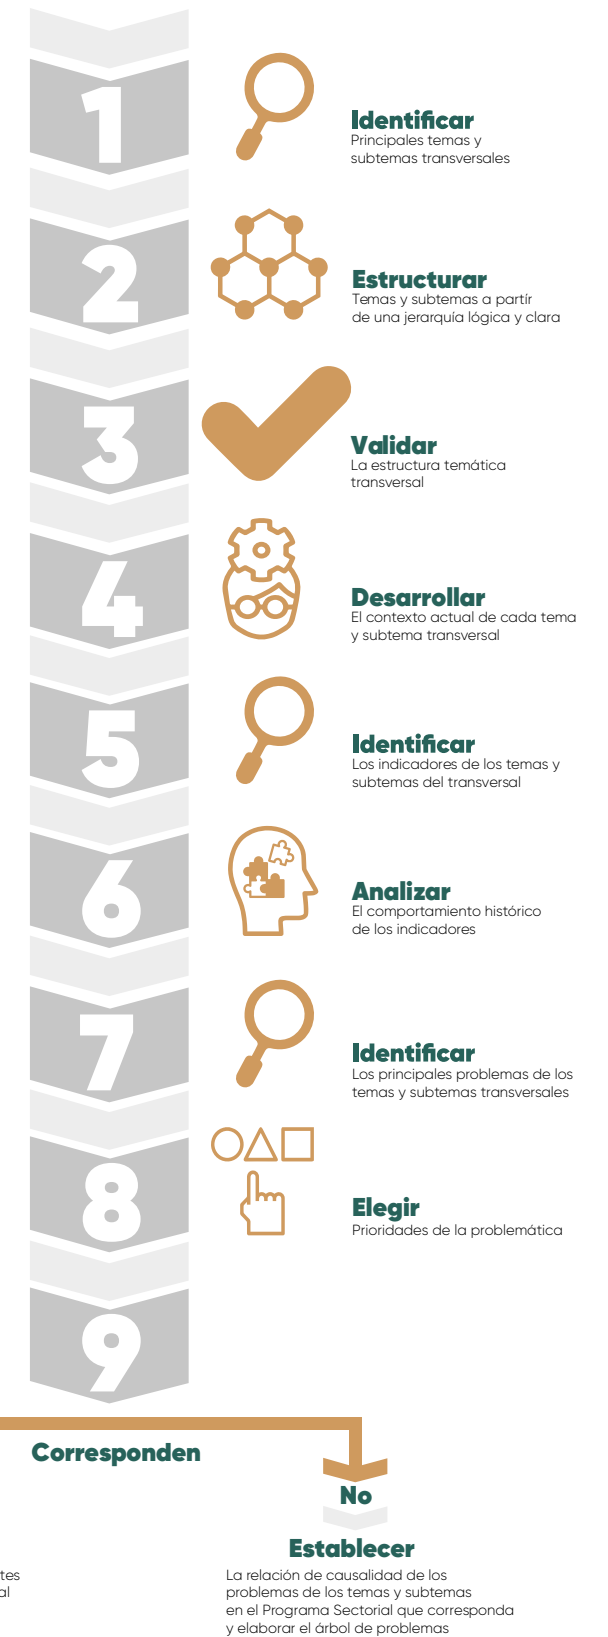 1
Identificar
Principales temas y
subtemas transversales
2
Estructurar
Temas y subtemas a partír
de una jerarquía lógica y clara
3
Validar
La estructura temática
transversal
4
Desarrollar
El contexto actual de cada tema
y subtema transversal
5
Identificar
Los indicadores de los temas y
subtemas del transversal
6
Analizar
El comportamiento histórico
de los indicadores
7
Identificar
Los principales problemas de los
temas y subtemas transversales
8
Elegir
Prioridades de la problemática
9
Corresponden
No
Establecer
La relación de causalidad de los
problemas de los temas y subtemas
en el Programa Sectorial que corresponda
y elaborar el árbol de problemas